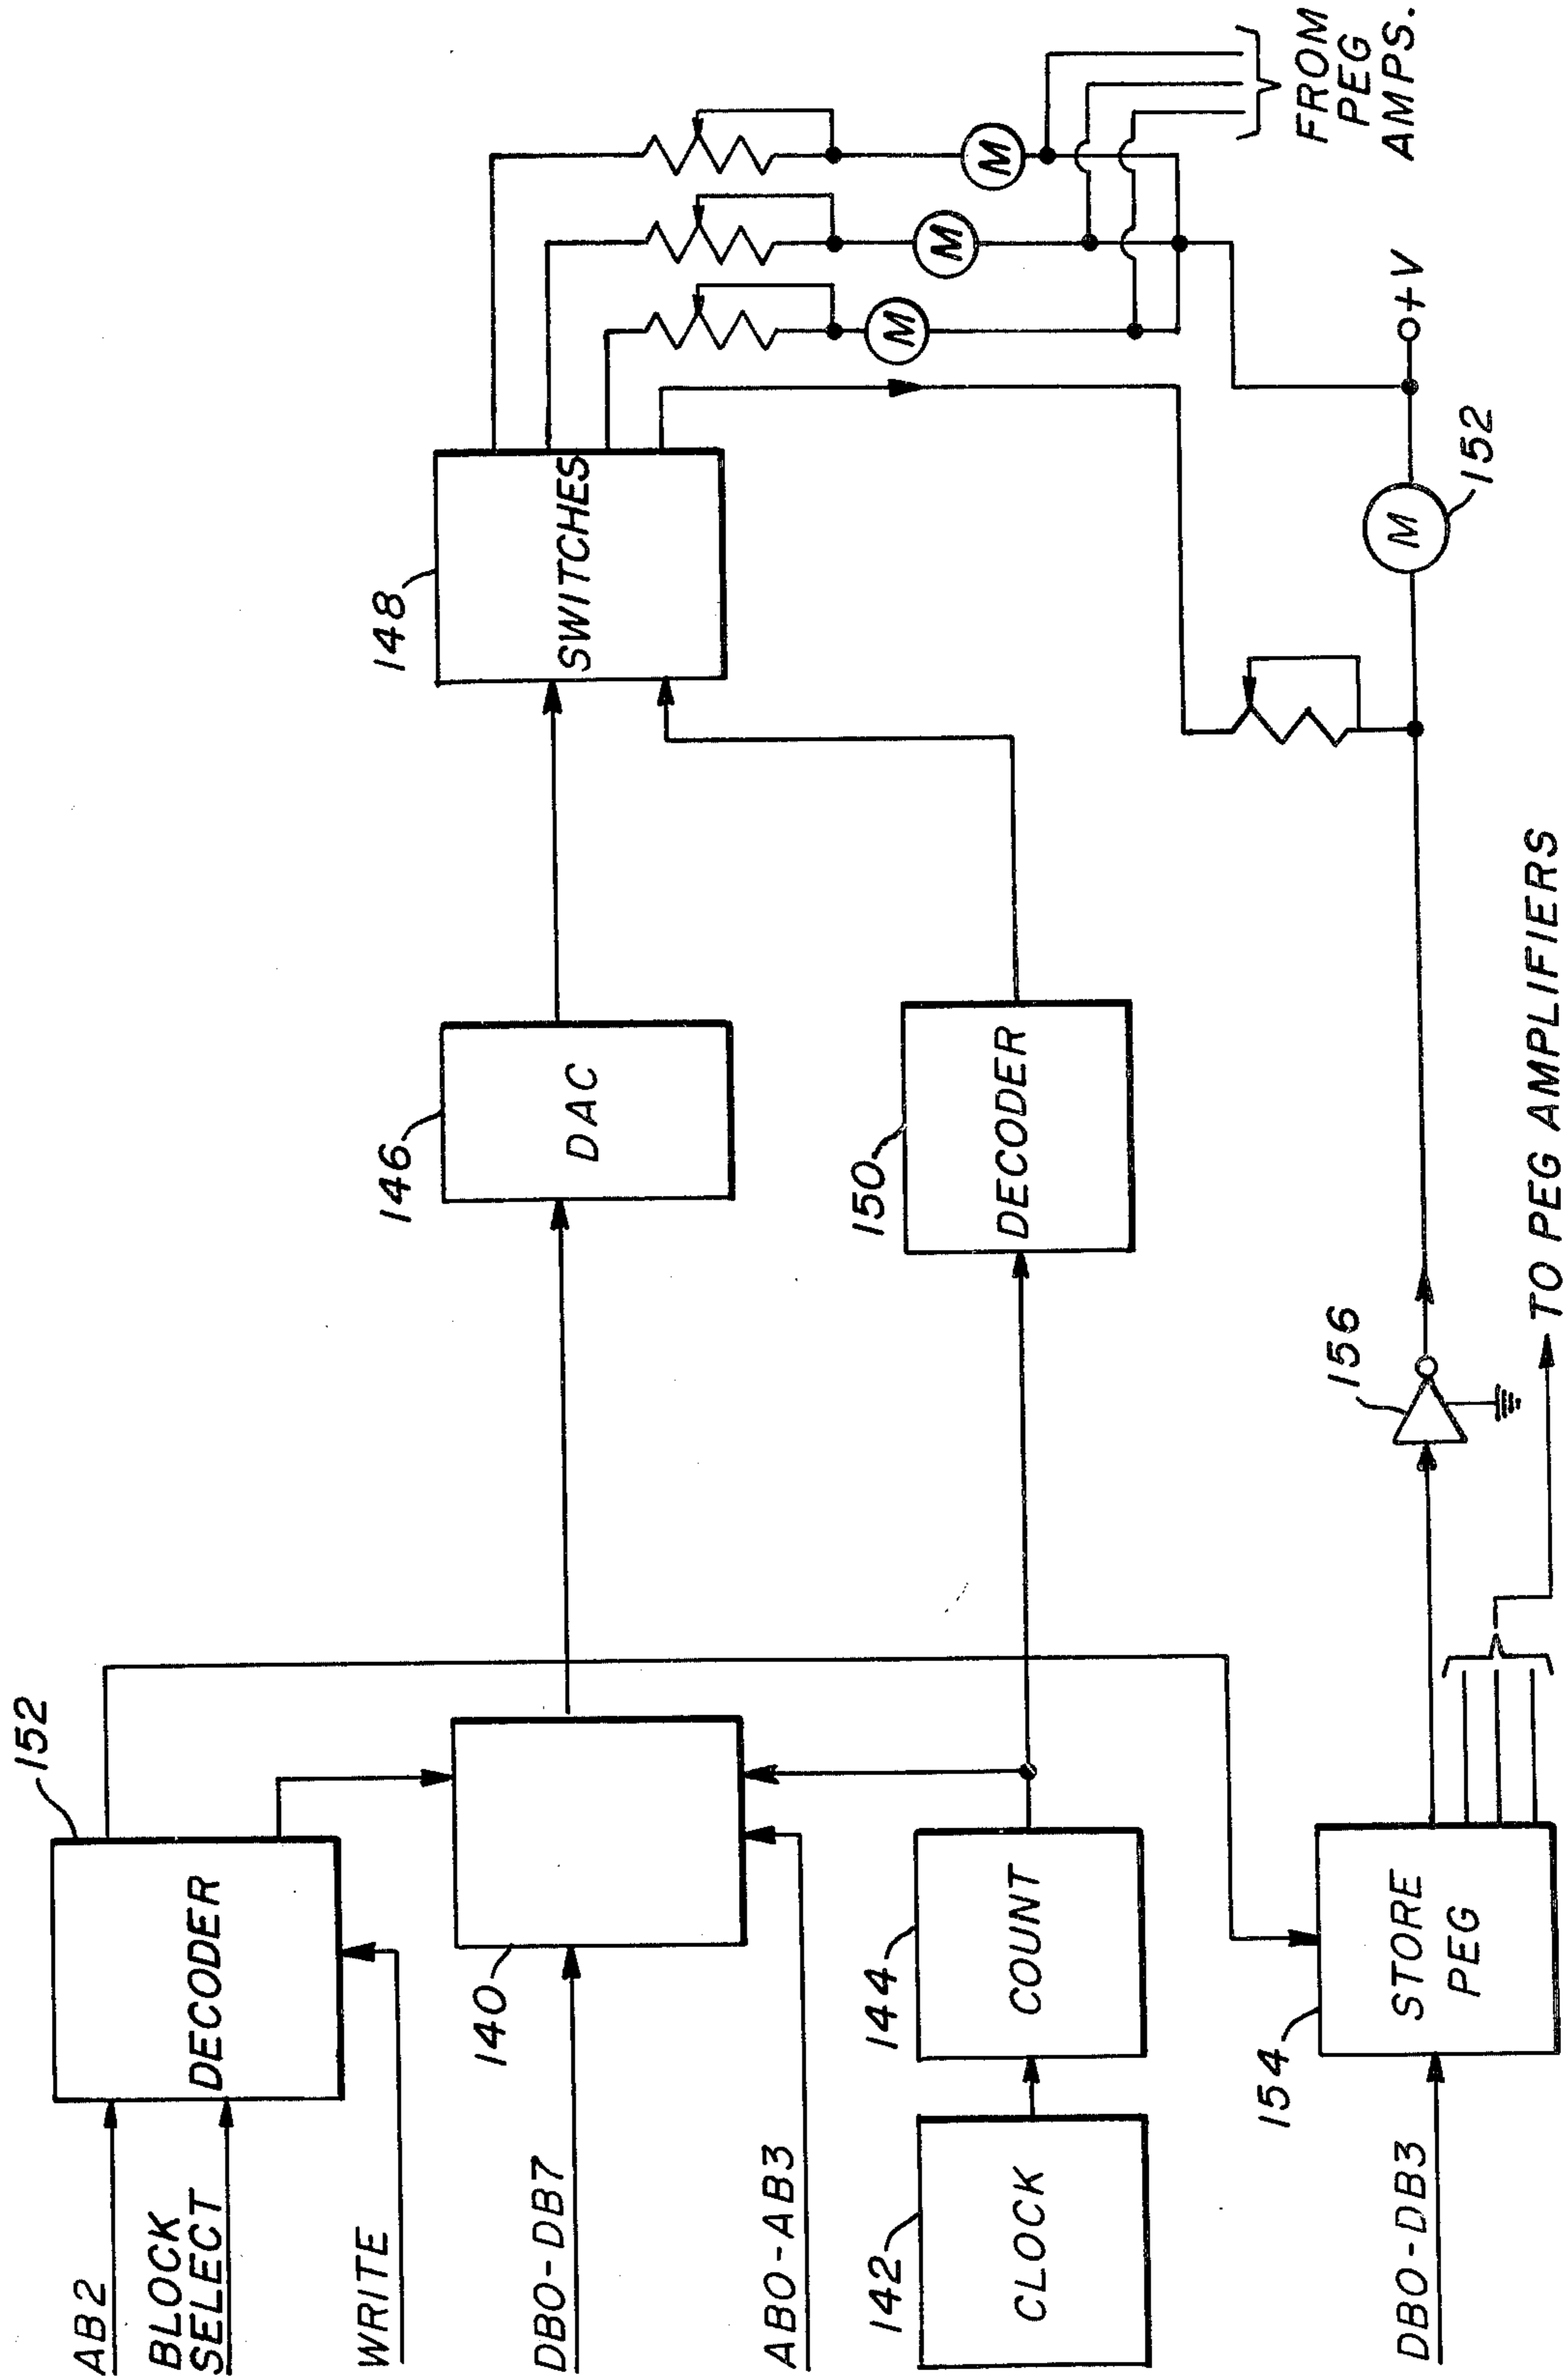 AB2
BLOCK
SELECT
WRITE
152
DECODER
DB0-DB7
140
AB0-AB3
142
CLOCK
144
COUNT
DB0-DB3
154
STORE
PEG
146
DAC
150
DECODER
156
TO PEG AMPLIFIERS
148
SWITCHES
M
M
M
M
152
+V
FROM
PEG
AMPS.